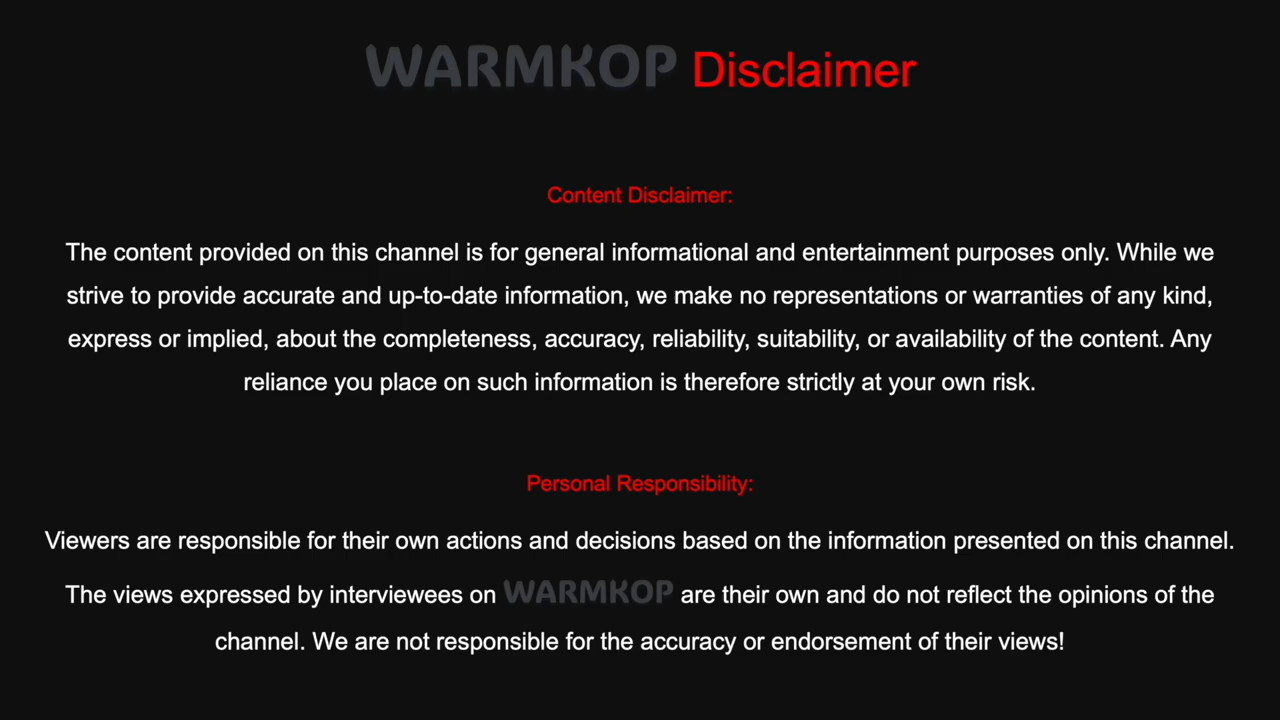 WARMKOP Disclaimer
Content Disclaimer:
The content provided on this channel is for general informational and entertainment purposes only. While we
strive to provide accurate and up-to-date information, we make no representations or warranties of any kind,
express or implied, about the completeness, accuracy, reliability, suitability, or availability of the content. Any
reliance you place on such information is therefore strictly at your own risk.
Personal Responsibility:
Viewers are responsible for their own actions and decisions based on the information presented on this channel.
The views expressed by interviewees on WARMKOP are their own and do not reflect the opinions of the
channel. We are not responsible for the accuracy or endorsement of their views!